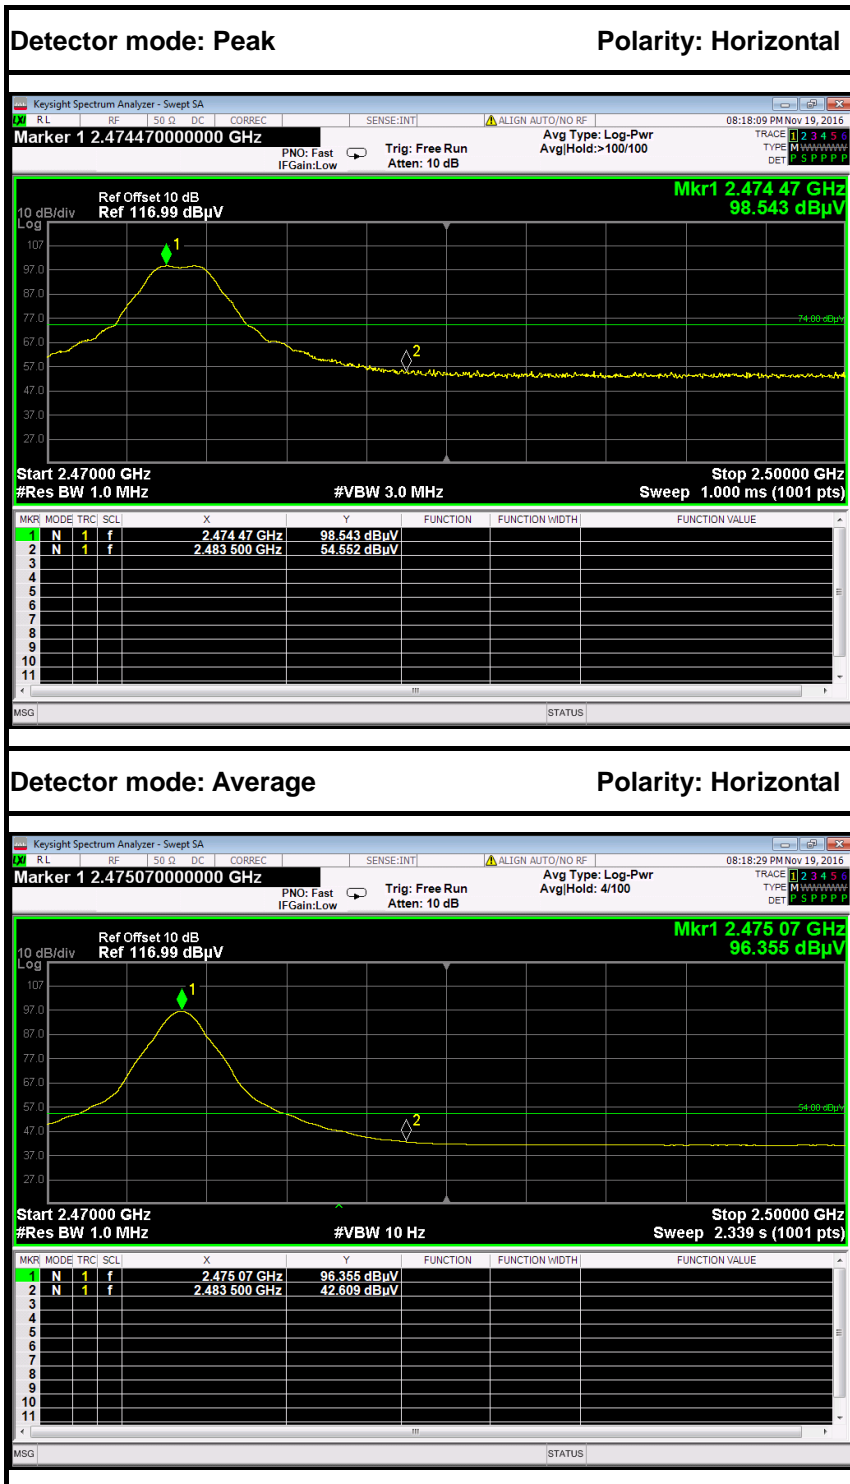 Detector mode: Peak Polarity: Horizontal
Keysight Spectrum Analyzer - Swept SA
LXI RL RF 50 Ω DC CORREC SENSE:INT ALIGN AUTO/NO RF 08:18:09 PM Nov 19, 2016
Marker 1 2.474470000000 GHz PNO: Fast IFGain:Low Trig: Free Run Atten: 10 dB Avg Type: Log-Pwr Avg|Hold:>100/100 TRACE 1 2 3 4 5 6
TYPE M WWWWW
DET P S P P P P
Mkr1 2.474 47 GHz
98.543 dBµV
Ref Offset 10 dB
10 dB/div Ref 116.99 dBµV
Log
107
1
97.0
87.0
77.0
74.00 dBµV
67.0
2
57.0
47.0
37.0
27.0
Start 2.47000 GHz Stop 2.50000 GHz
#Res BW 1.0 MHz #VBW 3.0 MHz Sweep 1.000 ms (1001 pts)
MKR MODE TRC SCL X Y FUNCTION FUNCTION WIDTH FUNCTION VALUE
1 N 1 f 2.474 47 GHz 98.543 dBµV
2 N 1 f 2.483 500 GHz 54.552 dBµV
3
4
5
6
7
8
9
10
11
MSG STATUS
Detector mode: Average Polarity: Horizontal
Keysight Spectrum Analyzer - Swept SA
LXI RL RF 50 Ω DC CORREC SENSE:INT ALIGN AUTO/NO RF 08:18:29 PM Nov 19, 2016
Marker 1 2.475070000000 GHz PNO: Fast IFGain:Low Trig: Free Run Atten: 10 dB Avg Type: Log-Pwr Avg|Hold: 4/100 TRACE 1 2 3 4 5 6
TYPE M WWWWW
DET P S P P P P
Mkr1 2.475 07 GHz
96.355 dBµV
Ref Offset 10 dB
10 dB/div Ref 116.99 dBµV
Log
107
1
97.0
87.0
77.0
67.0
57.0
54.00 dBµV
2
47.0
37.0
27.0
Start 2.47000 GHz Stop 2.50000 GHz
#Res BW 1.0 MHz #VBW 10 Hz Sweep 2.339 s (1001 pts)
MKR MODE TRC SCL X Y FUNCTION FUNCTION WIDTH FUNCTION VALUE
1 N 1 f 2.475 07 GHz 96.355 dBµV
2 N 1 f 2.483 500 GHz 42.609 dBµV
3
4
5
6
7
8
9
10
11
MSG STATUS